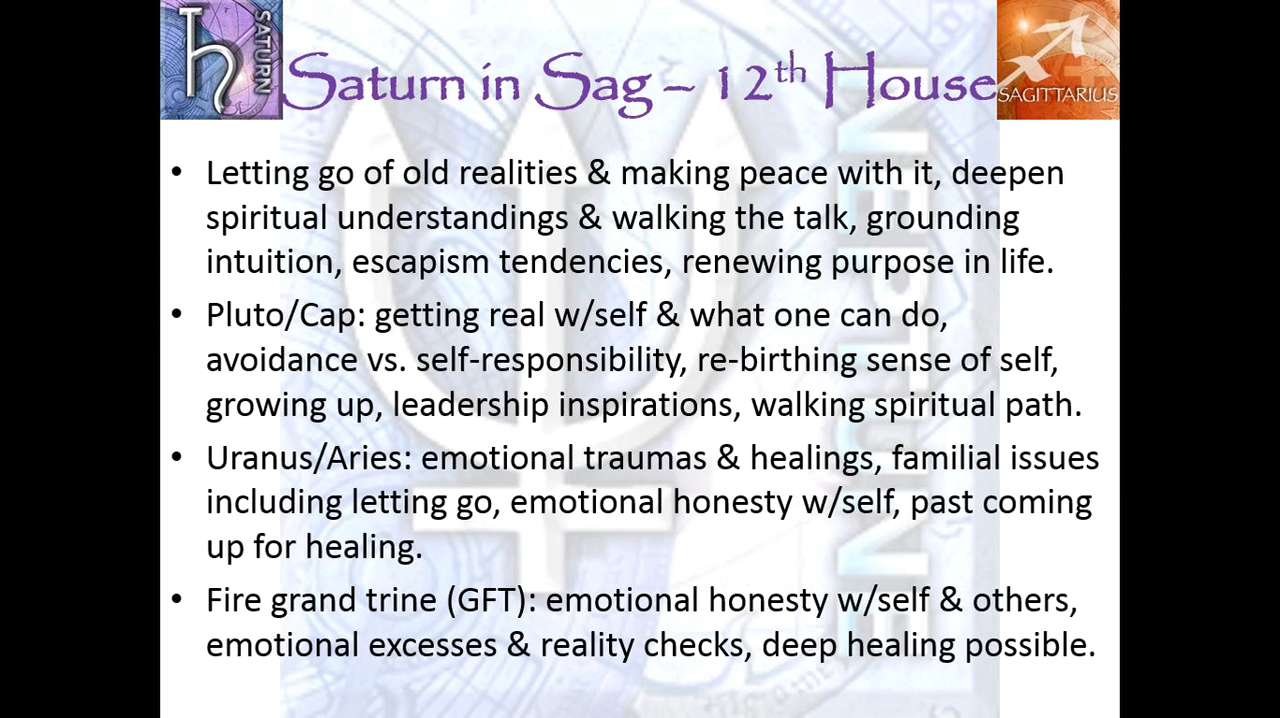 SATURN
Saturn in Sag – 12th House
SAGITTARIUS
• Letting go of old realities & making peace with it, deepen
spiritual understandings & walking the talk, grounding
intuition, escapism tendencies, renewing purpose in life.
• Pluto/Cap: getting real w/self & what one can do,
avoidance vs. self-responsibility, re-birthing sense of self,
growing up, leadership inspirations, walking spiritual path.
• Uranus/Aries: emotional traumas & healings, familial issues
including letting go, emotional honesty w/self, past coming
up for healing.
• Fire grand trine (GFT): emotional honesty w/self & others,
emotional excesses & reality checks, deep healing possible.
NEPTUNE